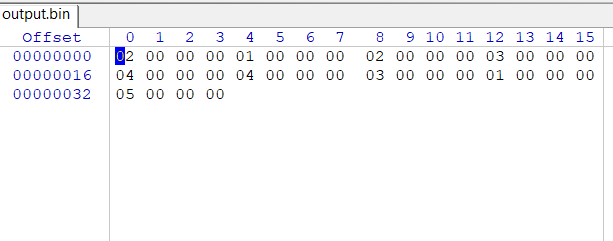 output.bin
Offset 0 1 2 3 4 5 6 7 8 9 10 11 12 13 14 15
00000000 02 00 00 00 01 00 00 00 02 00 00 00 03 00 00 00
00000016 04 00 00 00 04 00 00 00 03 00 00 00 01 00 00 00
00000032 05 00 00 00